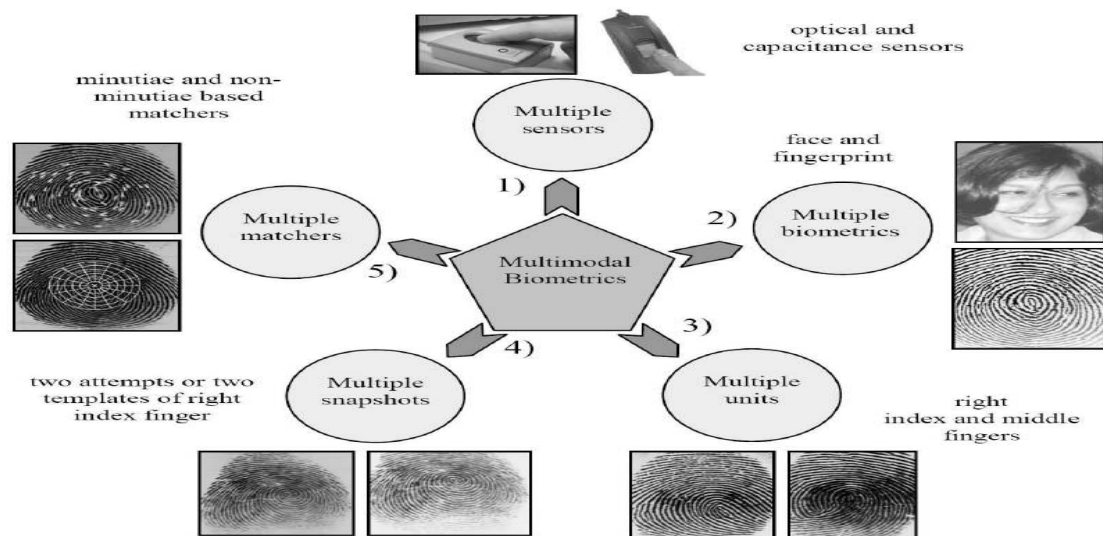 optical and
capacitance sensors
minutiae and non-
minutiae based
matchers
Multiple
sensors
face and
fingerprint
1)
2)
Multiple
biometrics
Multiple
matchers
5)
Multimodal
Biometrics
4)
3)
two attempts or two
templates of right
index finger
Multiple
snapshots
Multiple
units
right
index and middle
fingers